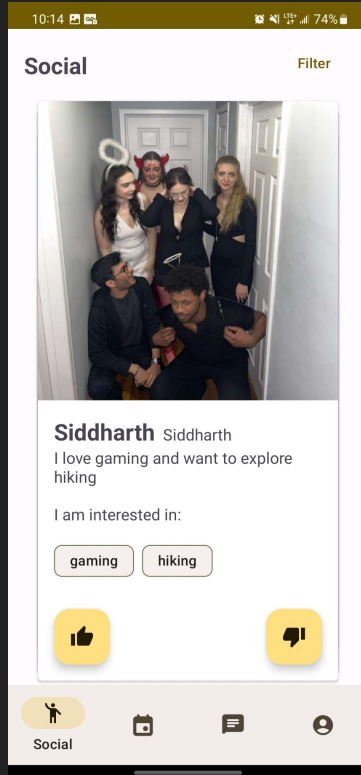 10:14
LTE+ 74%
Social
Filter
Siddharth Siddharth
I love gaming and want to explore
hiking
I am interested in:
gaming hiking
Social